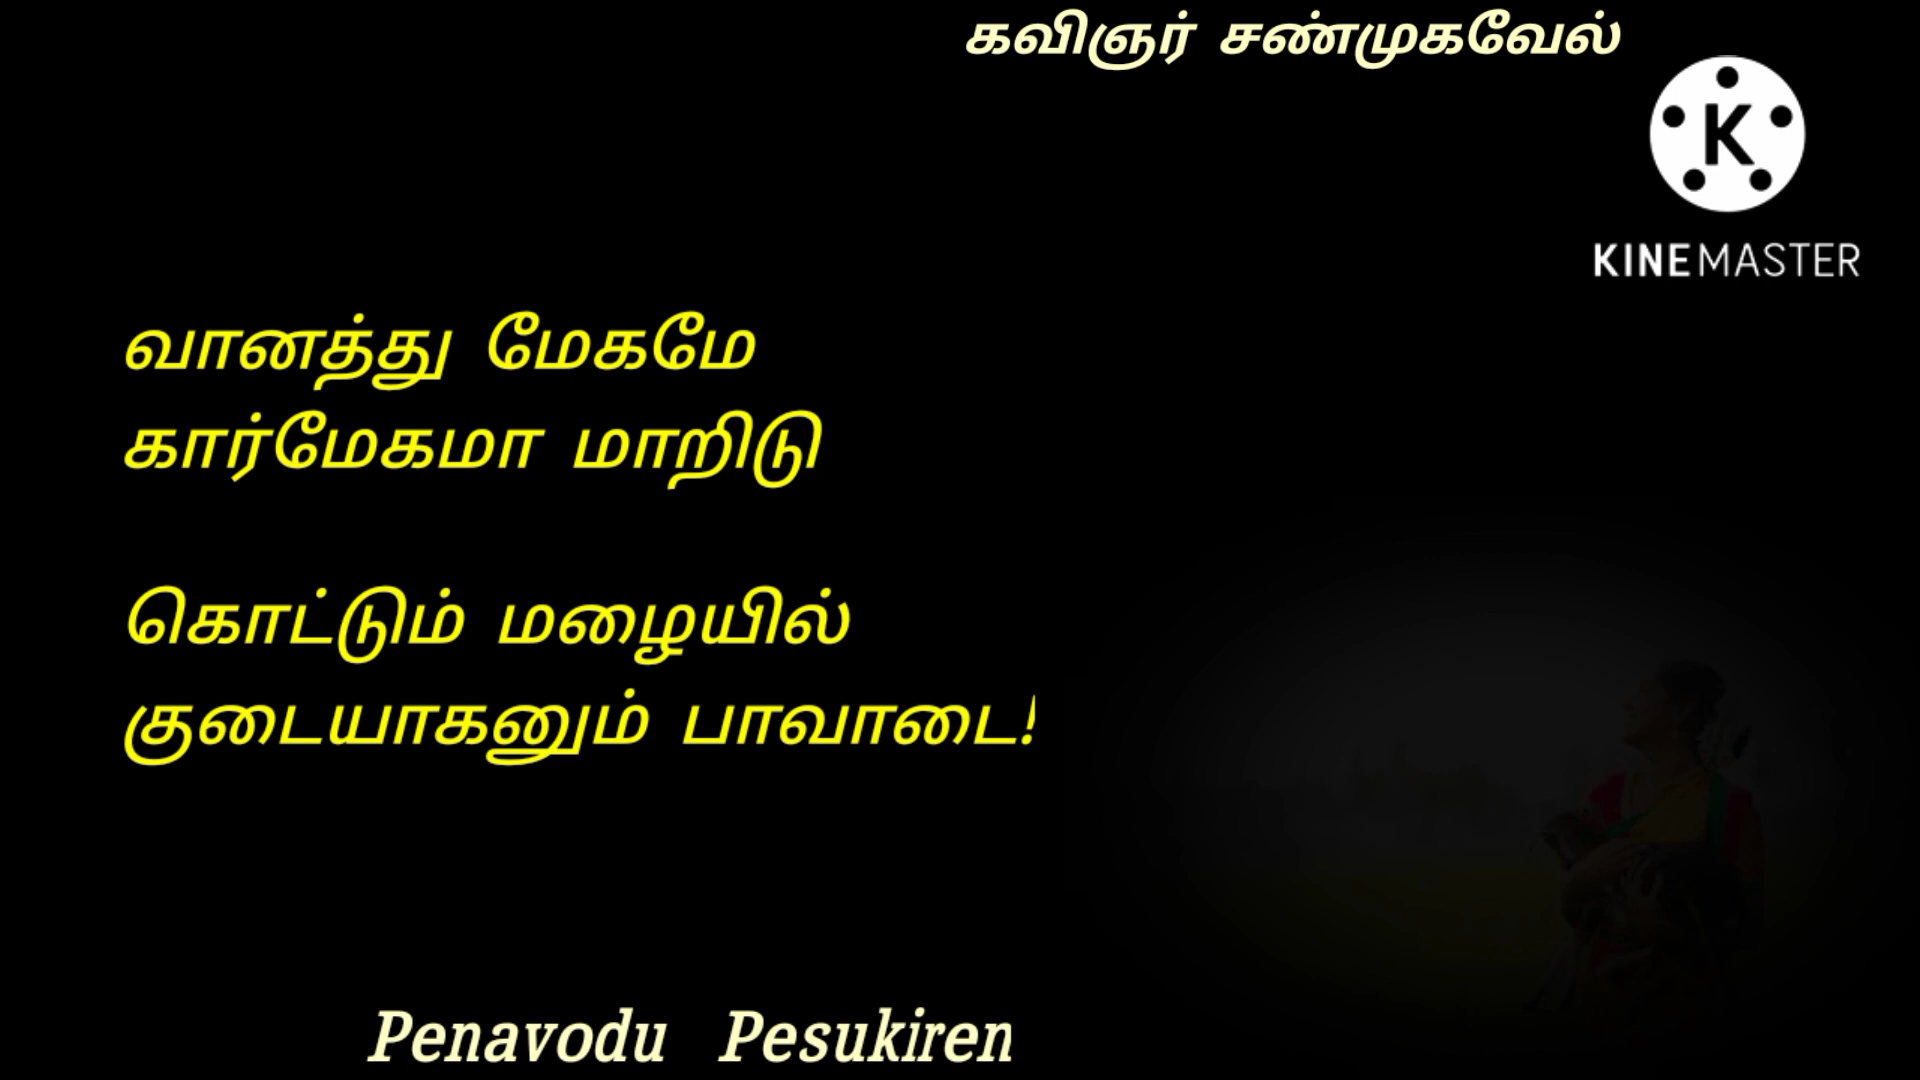 கவிஞர் சண்முகவேல்
KINEMASTER
வானத்து மேகமே
கார்மேகமா மாறிடு
கொட்டும் மழையில்
குடையாகனும் பாவாடை!
Penavodu Pesukiren